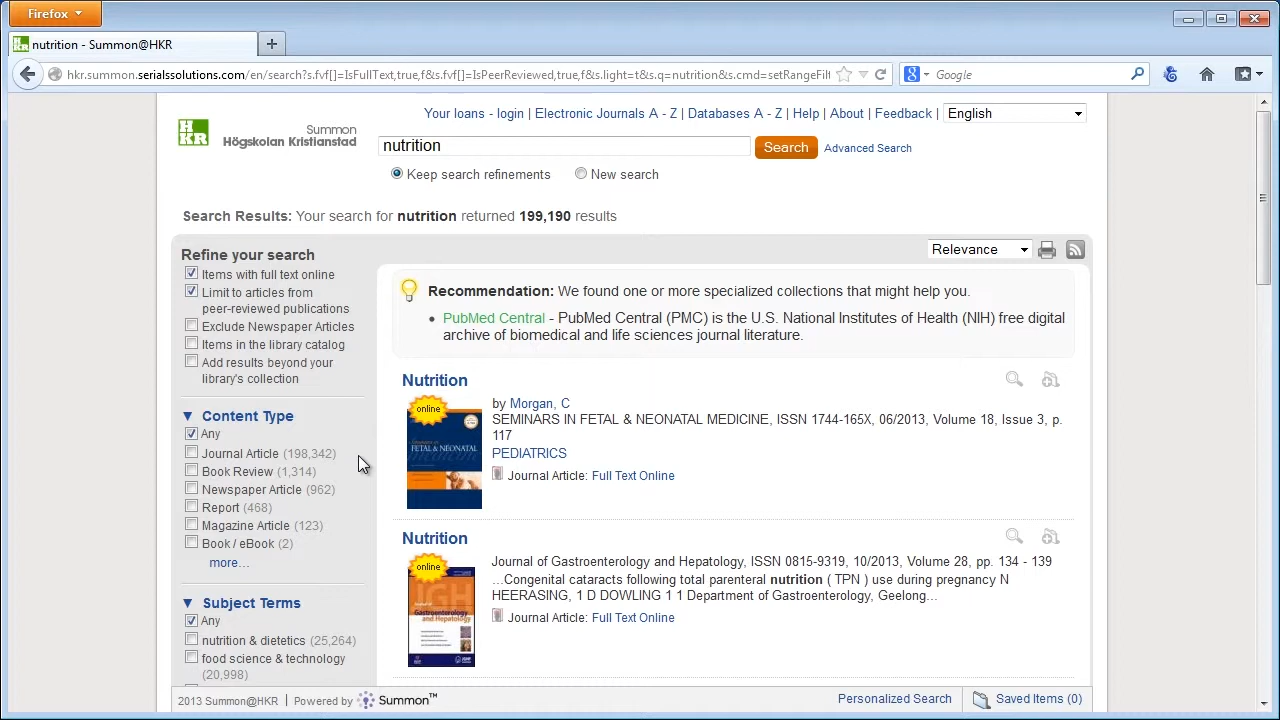 Firefox
nutrition - Summon@HKR
hkr.summon.serialssolutions.com/en/search?s.fvf[]=IsFullText,true,f&s.fvf[]=IsPeerReviewed,true,f&s.light=t&s.q=nutrition&s.cmd=setRangeFill
Google
Your loans - login | Electronic Journals A - Z | Databases A - Z | Help | About | Feedback |
English
HKR
Summon
Högskolan Kristianstad
nutrition
Search
Advanced Search
Keep search refinements
New search
Search Results: Your search for nutrition returned 199,190 results
Refine your search
Relevance
Items with full text online
Limit to articles from
peer-reviewed publications
Exclude Newspaper Articles
Items in the library catalog
Add results beyond your
library's collection
Content Type
Any
Journal Article (198,342)
Book Review (1,314)
Newspaper Article (962)
Report (468)
Magazine Article (123)
Book / eBook (2)
more…
Subject Terms
Any
nutrition & dietetics (25,264)
food science & technology
(20,998)
Recommendation: We found one or more specialized collections that might help you.
• PubMed Central - PubMed Central (PMC) is the U.S. National Institutes of Health (NIH) free digital
archive of biomedical and life sciences journal literature.
Nutrition
online
FETAL & NEONATAL
by Morgan, C
SEMINARS IN FETAL & NEONATAL MEDICINE, ISSN 1744-165X, 06/2013, Volume 18, Issue 3, p.
117
PEDIATRICS
Journal Article: Full Text Online
Nutrition
online
JGH
Gastroenterology
and Hepatology
Journal of Gastroenterology and Hepatology, ISSN 0815-9319, 10/2013, Volume 28, pp. 134 - 139
…Congenital cataracts following total parenteral nutrition ( TPN ) use during pregnancy N
HEERASING, 1 D DOWLING 1 1 Department of Gastroenterology, Geelong…
Journal Article: Full Text Online
2013 Summon@HKR | Powered by Summon™
Personalized Search
Saved Items (0)